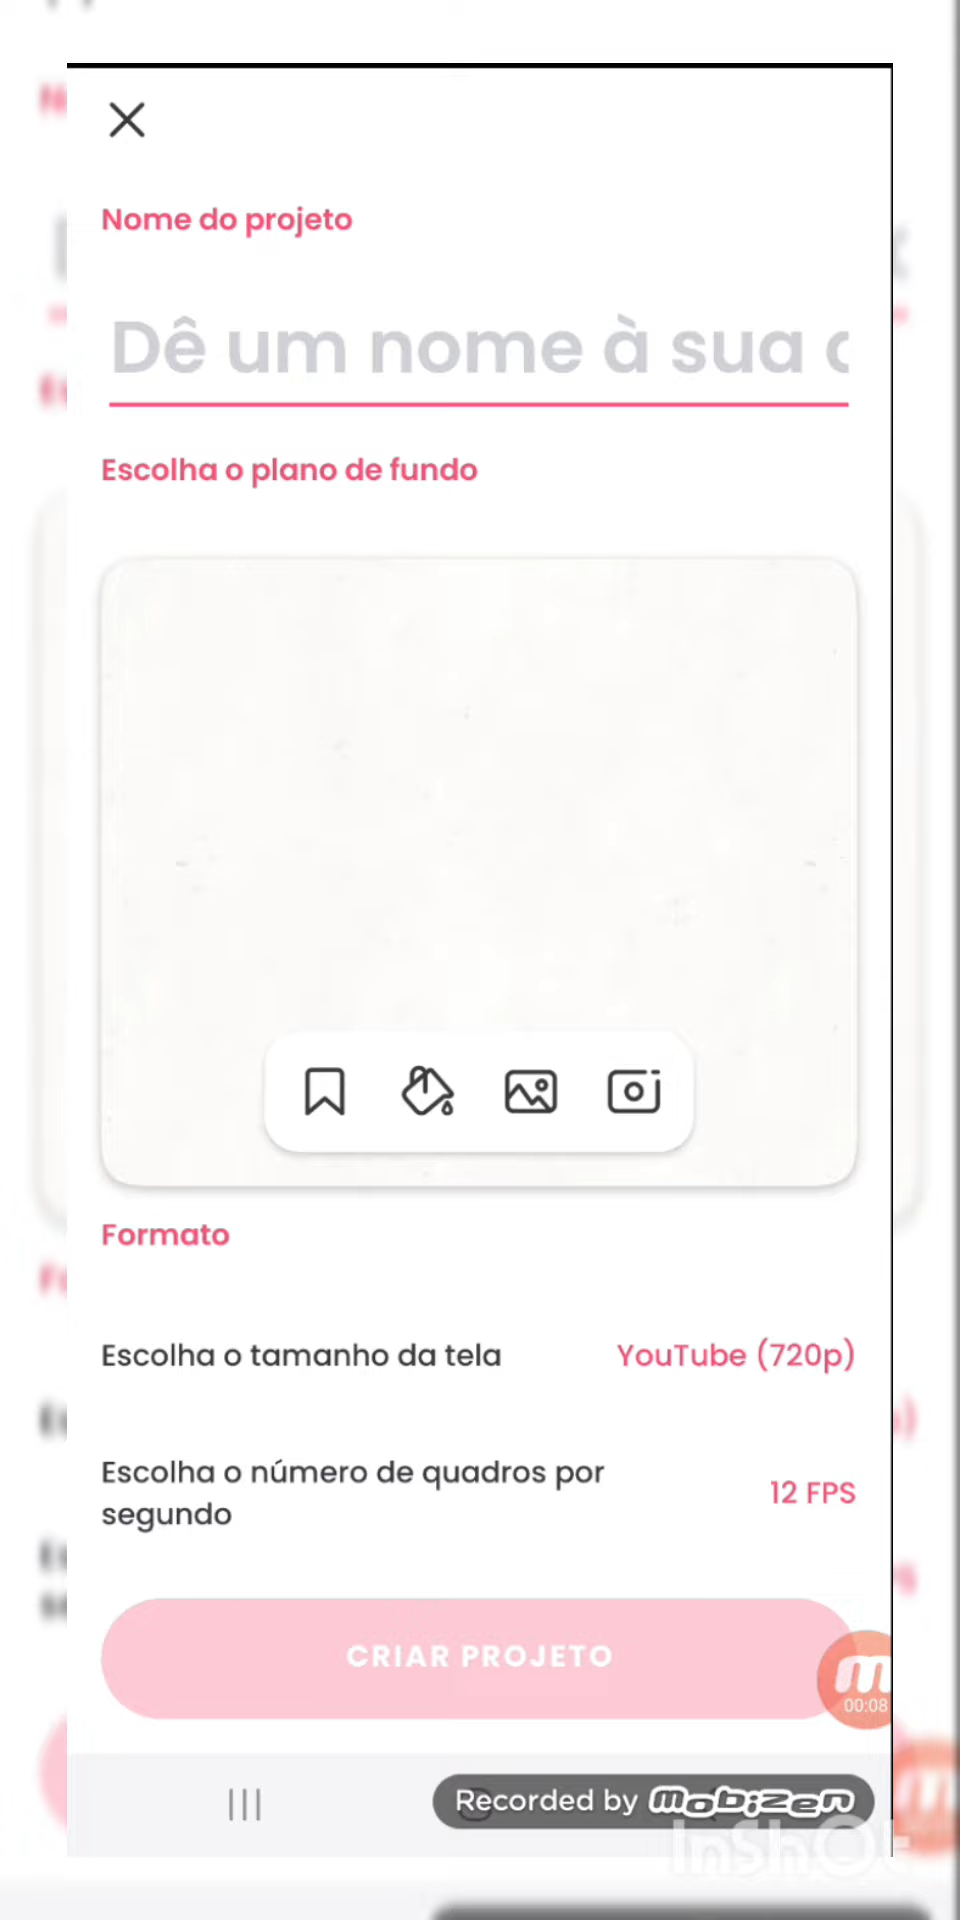 Nome do projeto
Dê um nome à sua
Escolha o plano de fundo
Formato
Escolha o tamanho da tela
YouTube (720p)
Escolha o número de quadros por
segundo
12 FPS
CRIAR PROJETO
m
00:08
Recorded by mobizen
InShOt